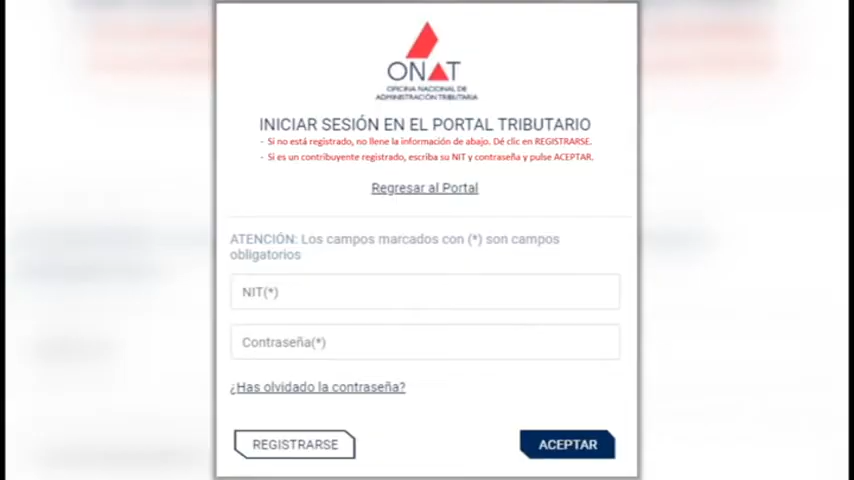 ONAT
OFICINA NACIONAL DE
ADMINISTRACIÓN TRIBUTARIA
INICIAR SESIÓN EN EL PORTAL TRIBUTARIO
- Si no está registrado, no llene la información de abajo. Dé clic en REGISTRARSE.
- Si es un contribuyente registrado, escriba su NIT y contraseña y pulse ACEPTAR.
Regresar al Portal
ATENCIÓN: Los campos marcados con (*) son campos
obligatorios
NIT(*)
Contraseña(*)
¿Has olvidado la contraseña?
REGISTRARSE
ACEPTAR